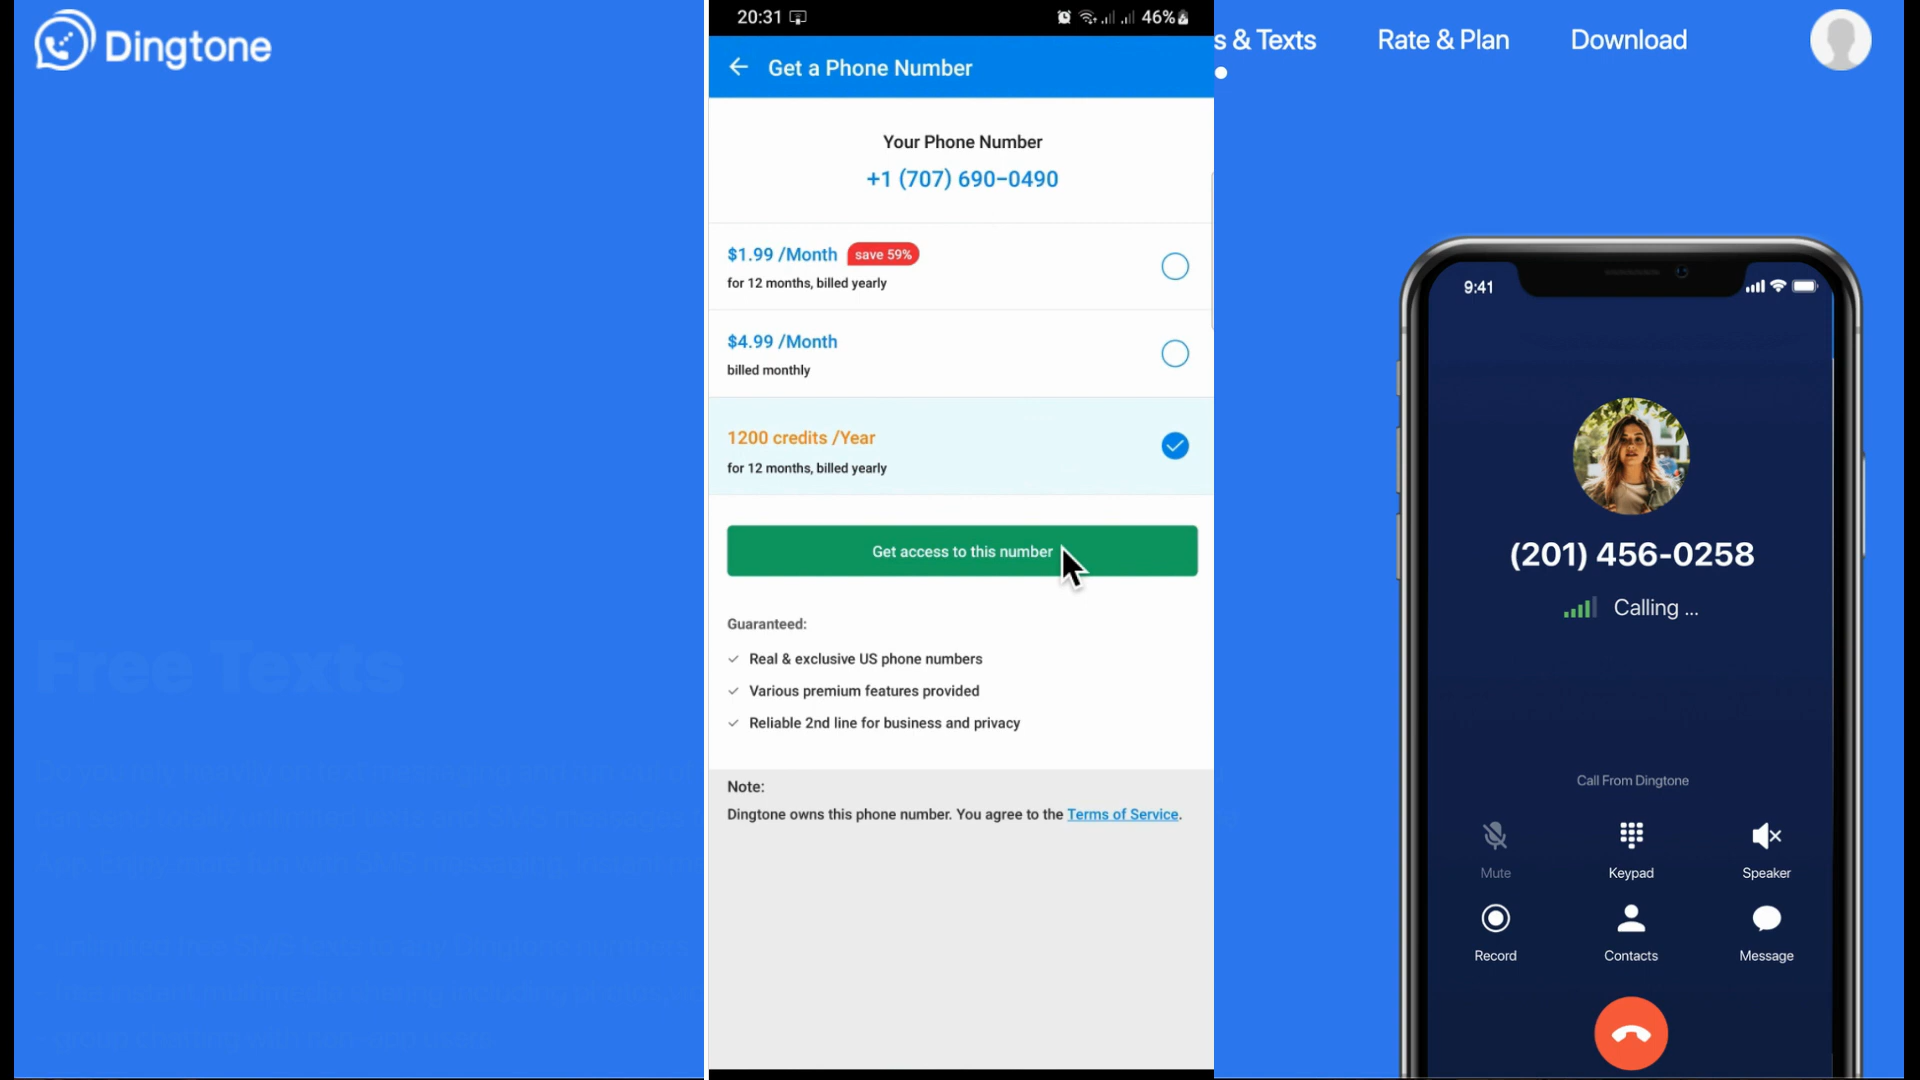 Dingtone
20:31
46%
Get a Phone Number
Your Phone Number
+1 (707) 690-0490
$1.99 /Month
save 59%
for 12 months, billed yearly
$4.99 /Month
billed monthly
1200 credits /Year
for 12 months, billed yearly
Get access to this number
Guaranteed:
Real & exclusive US phone numbers
Various premium features provided
Reliable 2nd line for business and privacy
Note:
Dingtone owns this phone number. You agree to the Terms of Service.
s & Texts
Rate & Plan
Download
9:41
(201) 456-0258
Calling ...
Call From Dingtone
Mute
Keypad
Speaker
Record
Contacts
Message
Free Texts